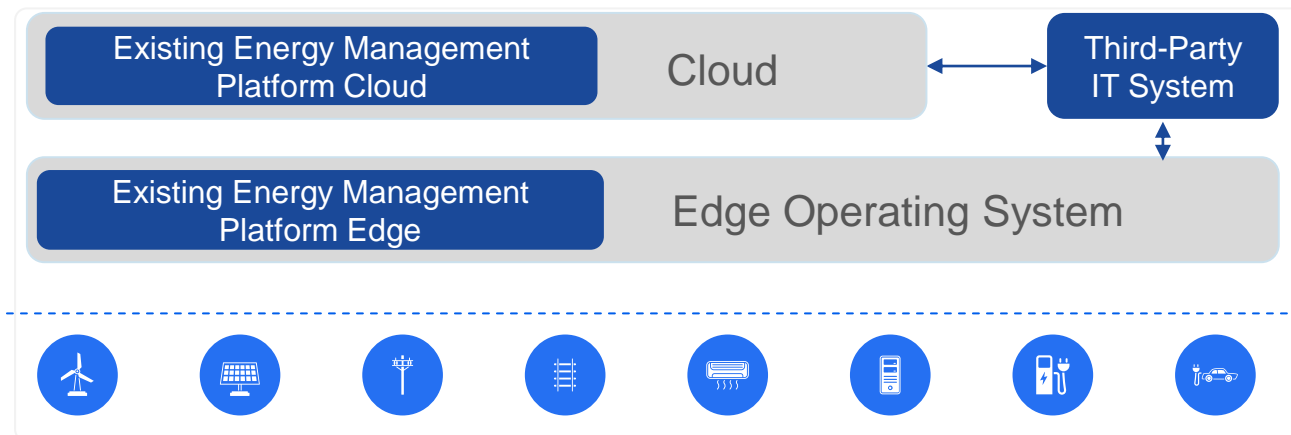 Existing Energy Management
Platform Cloud
Cloud
Third-Party
IT System
Existing Energy Management
Platform Edge
Edge Operating System